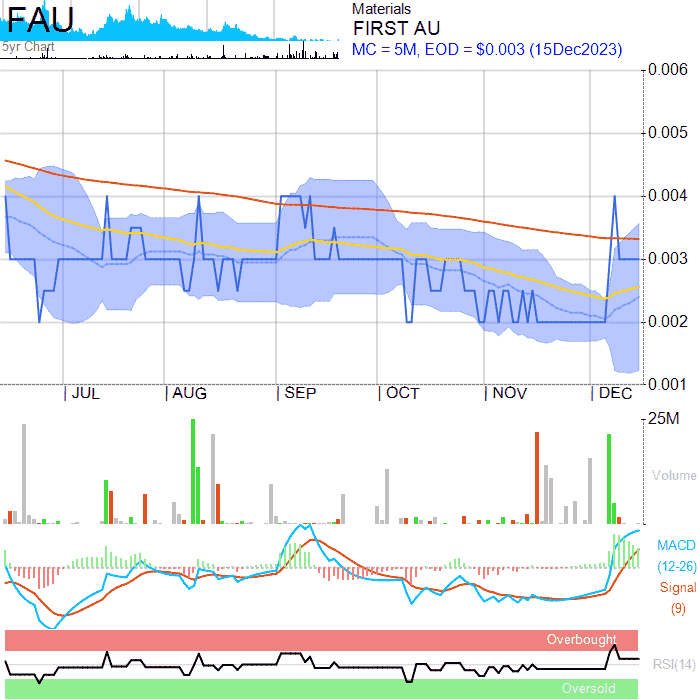 FAU
5yr Chart
Materials
FIRST AU
MC = 5M, EOD = $0.003 (15Dec2023)
0.006
0.005
0.004
0.003
0.002
0.001
JUL
AUG
SEP
OCT
NOV
DEC
25M
Volume
MACD
(12-26)
Signal
(9)
Overbought
RSI(14)
Oversold